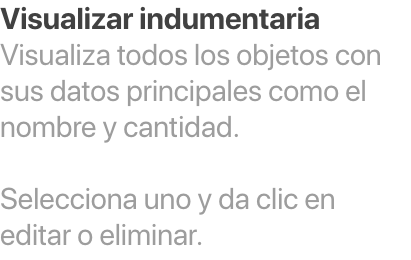 Visualizar indumentaria
Visualiza todos los objetos con
sus datos principales como el
nombre y cantidad.
Selecciona uno y da clic en
editar o eliminar.